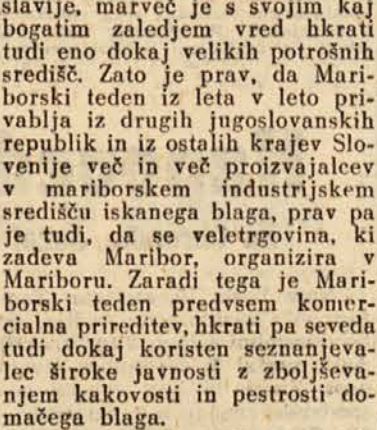 slavije, marveč je s svojim kaj
bogatim zaledjem vred hkrati
tudi eno dokaj velikih potrošnih
središč. Zato je prav, da Mari-
borski teden iz leta v leto pri-
vablja iz drugih jugoslovanskih
republik in iz ostalih krajev Slo-
venije več in več proizvajalcev
v mariborskem industrijskem
središču iskanega blaga, prav pa
je tudi, da se veletrgovina, ki
zadeva Maribor, organizira v
Mariboru. Zaradi tega je Mari-
borski teden predvsem komer-
cialna prireditev, hkrati pa seveda
tudi dokaj koristen seznanjeva-
lec široke javnosti z zboljševa-
njem kakovosti in pestrosti do-
mačega blaga.